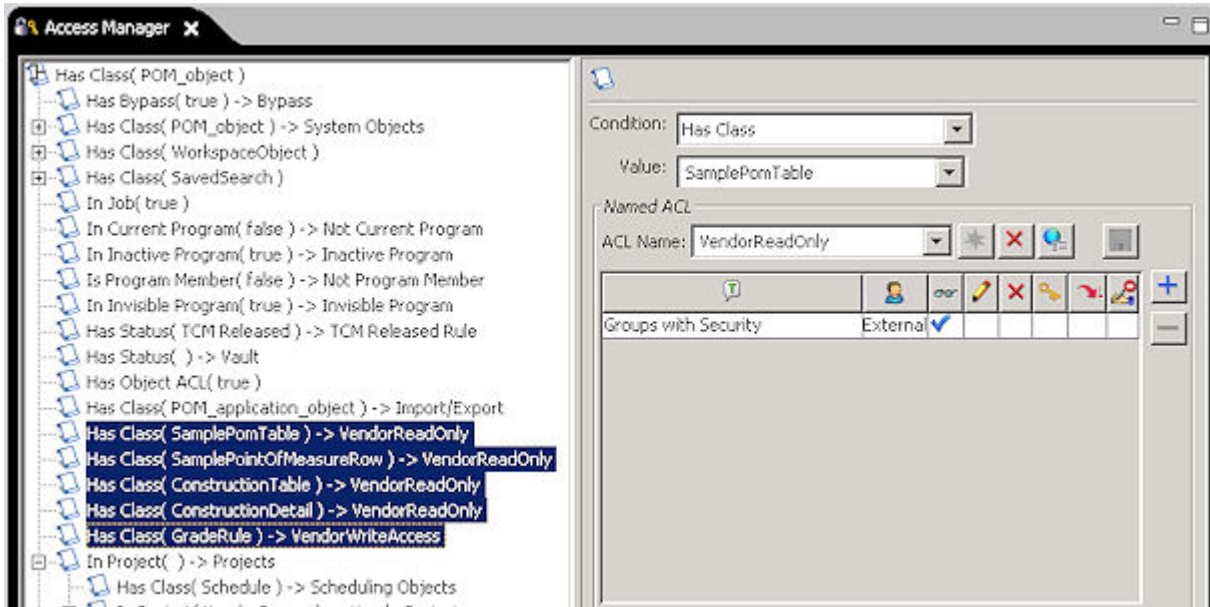 Access Manager
Has Class( POM_object )
Has Bypass( true ) -> Bypass
Has Class( POM_object ) -> System Objects
Has Class( WorkspaceObject )
Has Class( SavedSearch )
In Job( true )
In Current Program( false ) -> Not Current Program
In Inactive Program( true ) -> Inactive Program
Is Program Member( false ) -> Not Program Member
In Invisible Program( true ) -> Invisible Program
Has Status( TCM Released ) -> TCM Released Rule
Has Status( ) -> Vault
Has Object ACL( true )
Has Class( POM_application_object ) -> Import/Export
Has Class( SamplePomTable ) -> VendorReadOnly
Has Class( SamplePointOfMeasureRow ) -> VendorReadOnly
Has Class( ConstructionTable ) -> VendorReadOnly
Has Class( ConstructionDetail ) -> VendorReadOnly
Has Class( GradeRule ) -> VendorWriteAccess
In Project( ) -> Projects
Has Class( Schedule ) -> Scheduling Objects
Condition: Has Class
Value: SamplePomTable
Named ACL
ACL Name: VendorReadOnly
Groups with Security External